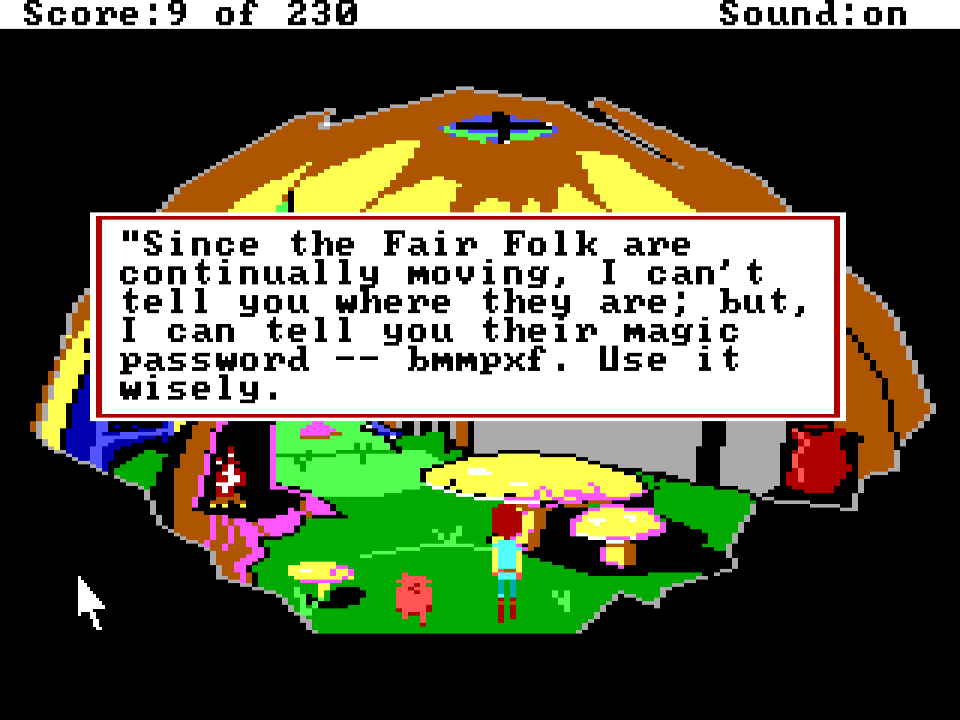 Score:9 of 230 Sound:on
"Since the Fair Folk are
continually moving, I can't
tell you where they are; but,
I can tell you their magic
password -- bmmpxf. Use it
wisely.